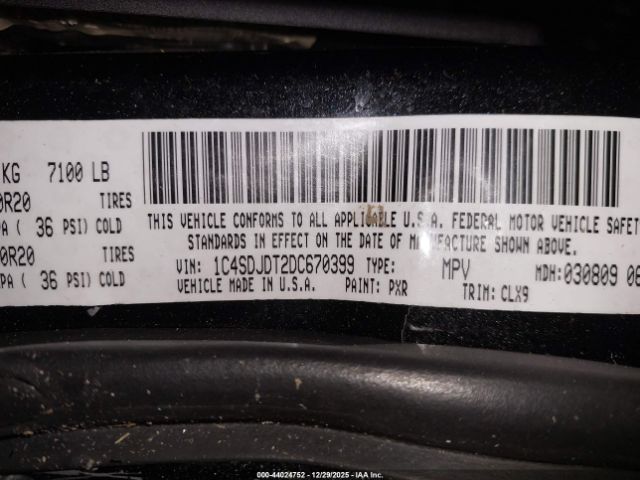 KG 7100 LB
0R20 TIRES
PA ( 36 PSI) COLD
0R20 TIRES
PA ( 36 PSI) COLD
THIS VEHICLE CONFORMS TO ALL APPLICABLE U.S.A. FEDERAL MOTOR VEHICLE SAFET
STANDARDS IN EFFECT ON THE DATE OF MANUFACTURE SHOWN ABOVE.
VIN: 1C4SDJDT2DC670399 TYPE: MPV MDH:030809 08
VEHICLE MADE IN U.S.A. PAINT: PXR TRIM: CLX9
000-44024752 | 12/29/2025 | IAA Inc.